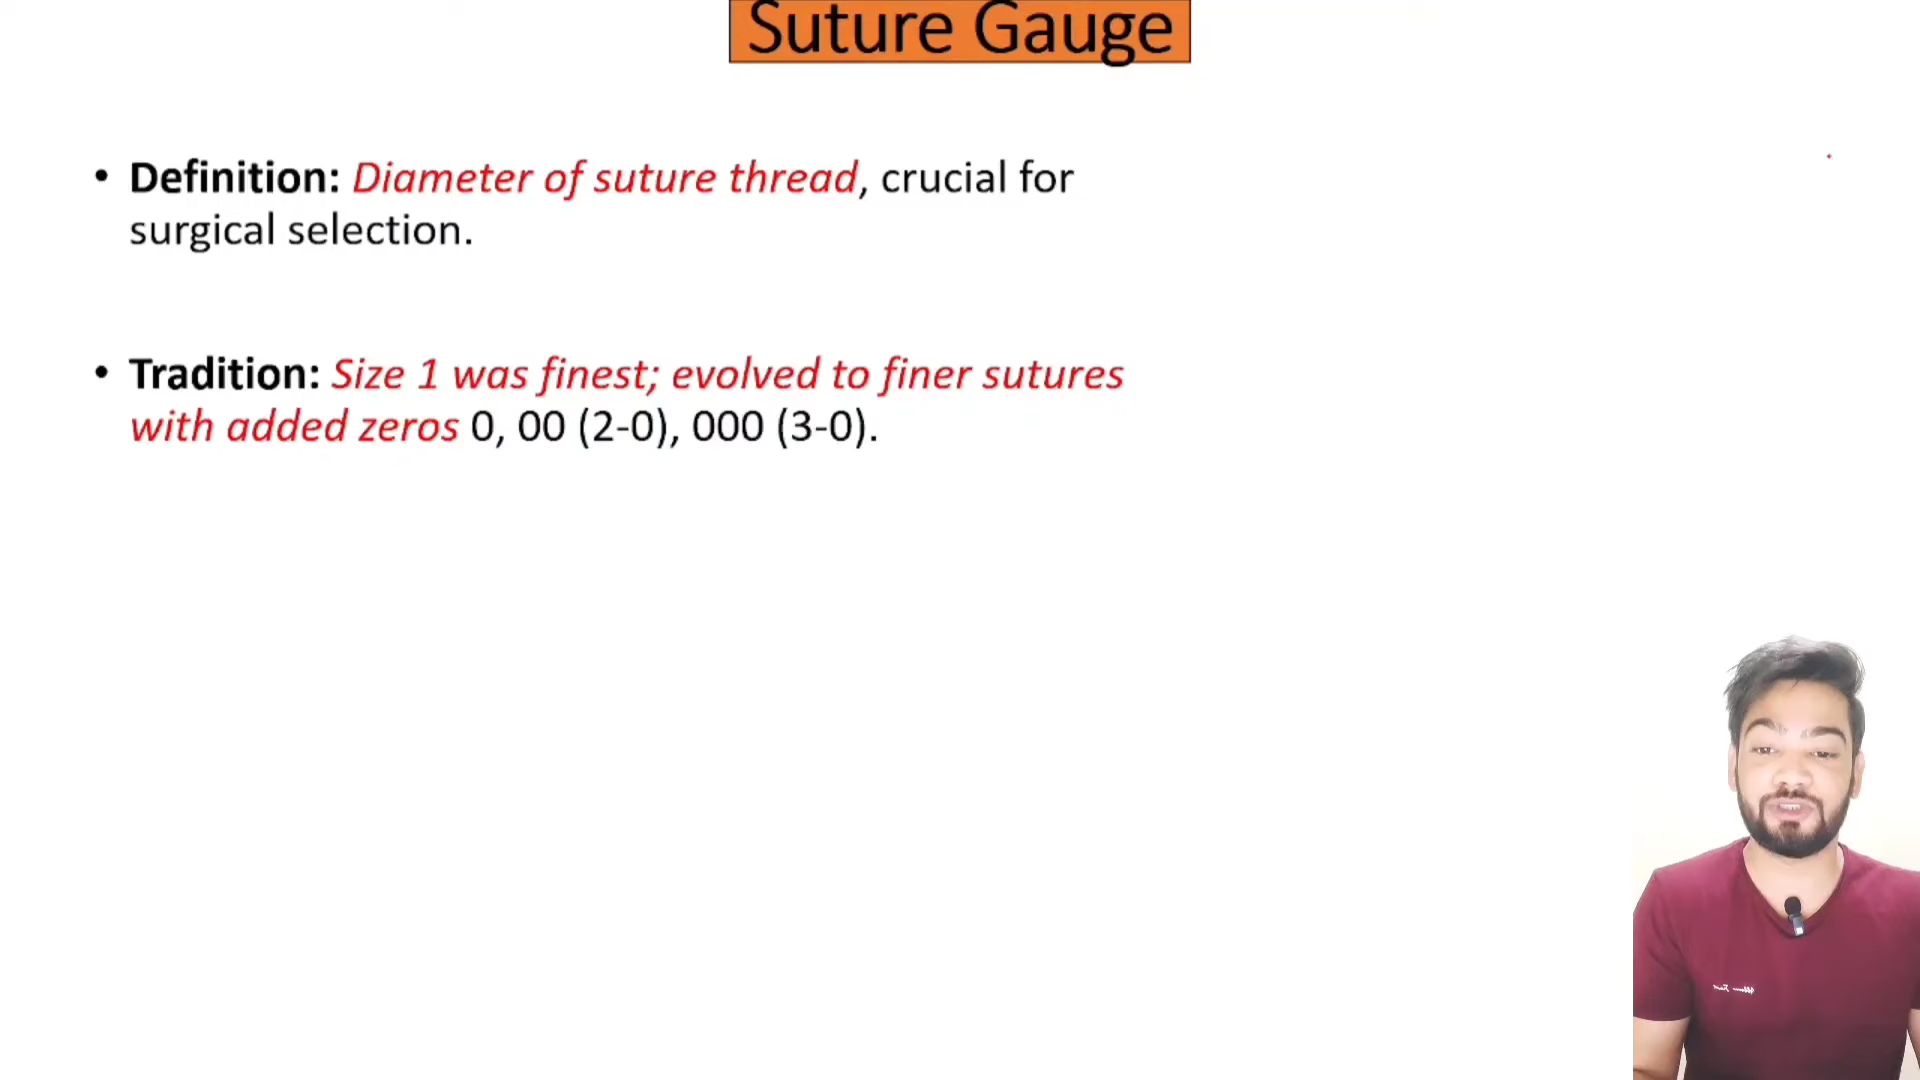 Suture Gauge
• Definition: Diameter of suture thread, crucial for
surgical selection.
• Tradition: Size 1 was finest; evolved to finer sutures
with added zeros 0, 00 (2-0), 000 (3-0).